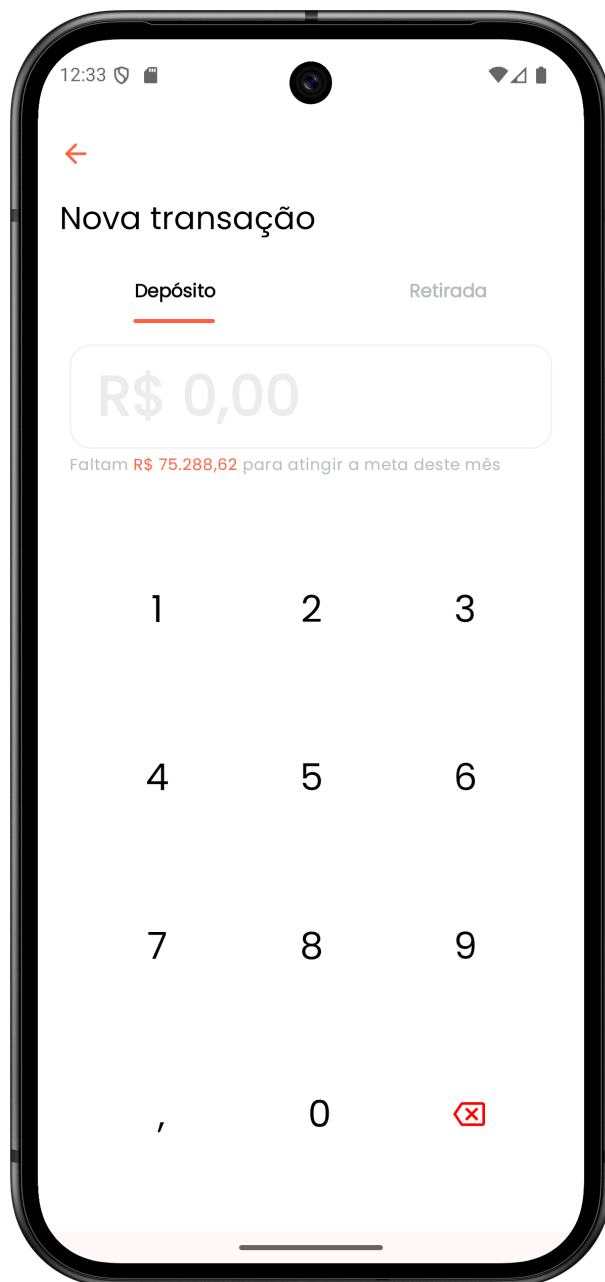 12:33
Nova transação
Depósito Retirada
R$ 0,00
Faltam R$ 75.288,62 para atingir a meta deste mês
1 2 3
4 5 6
7 8 9
, 0